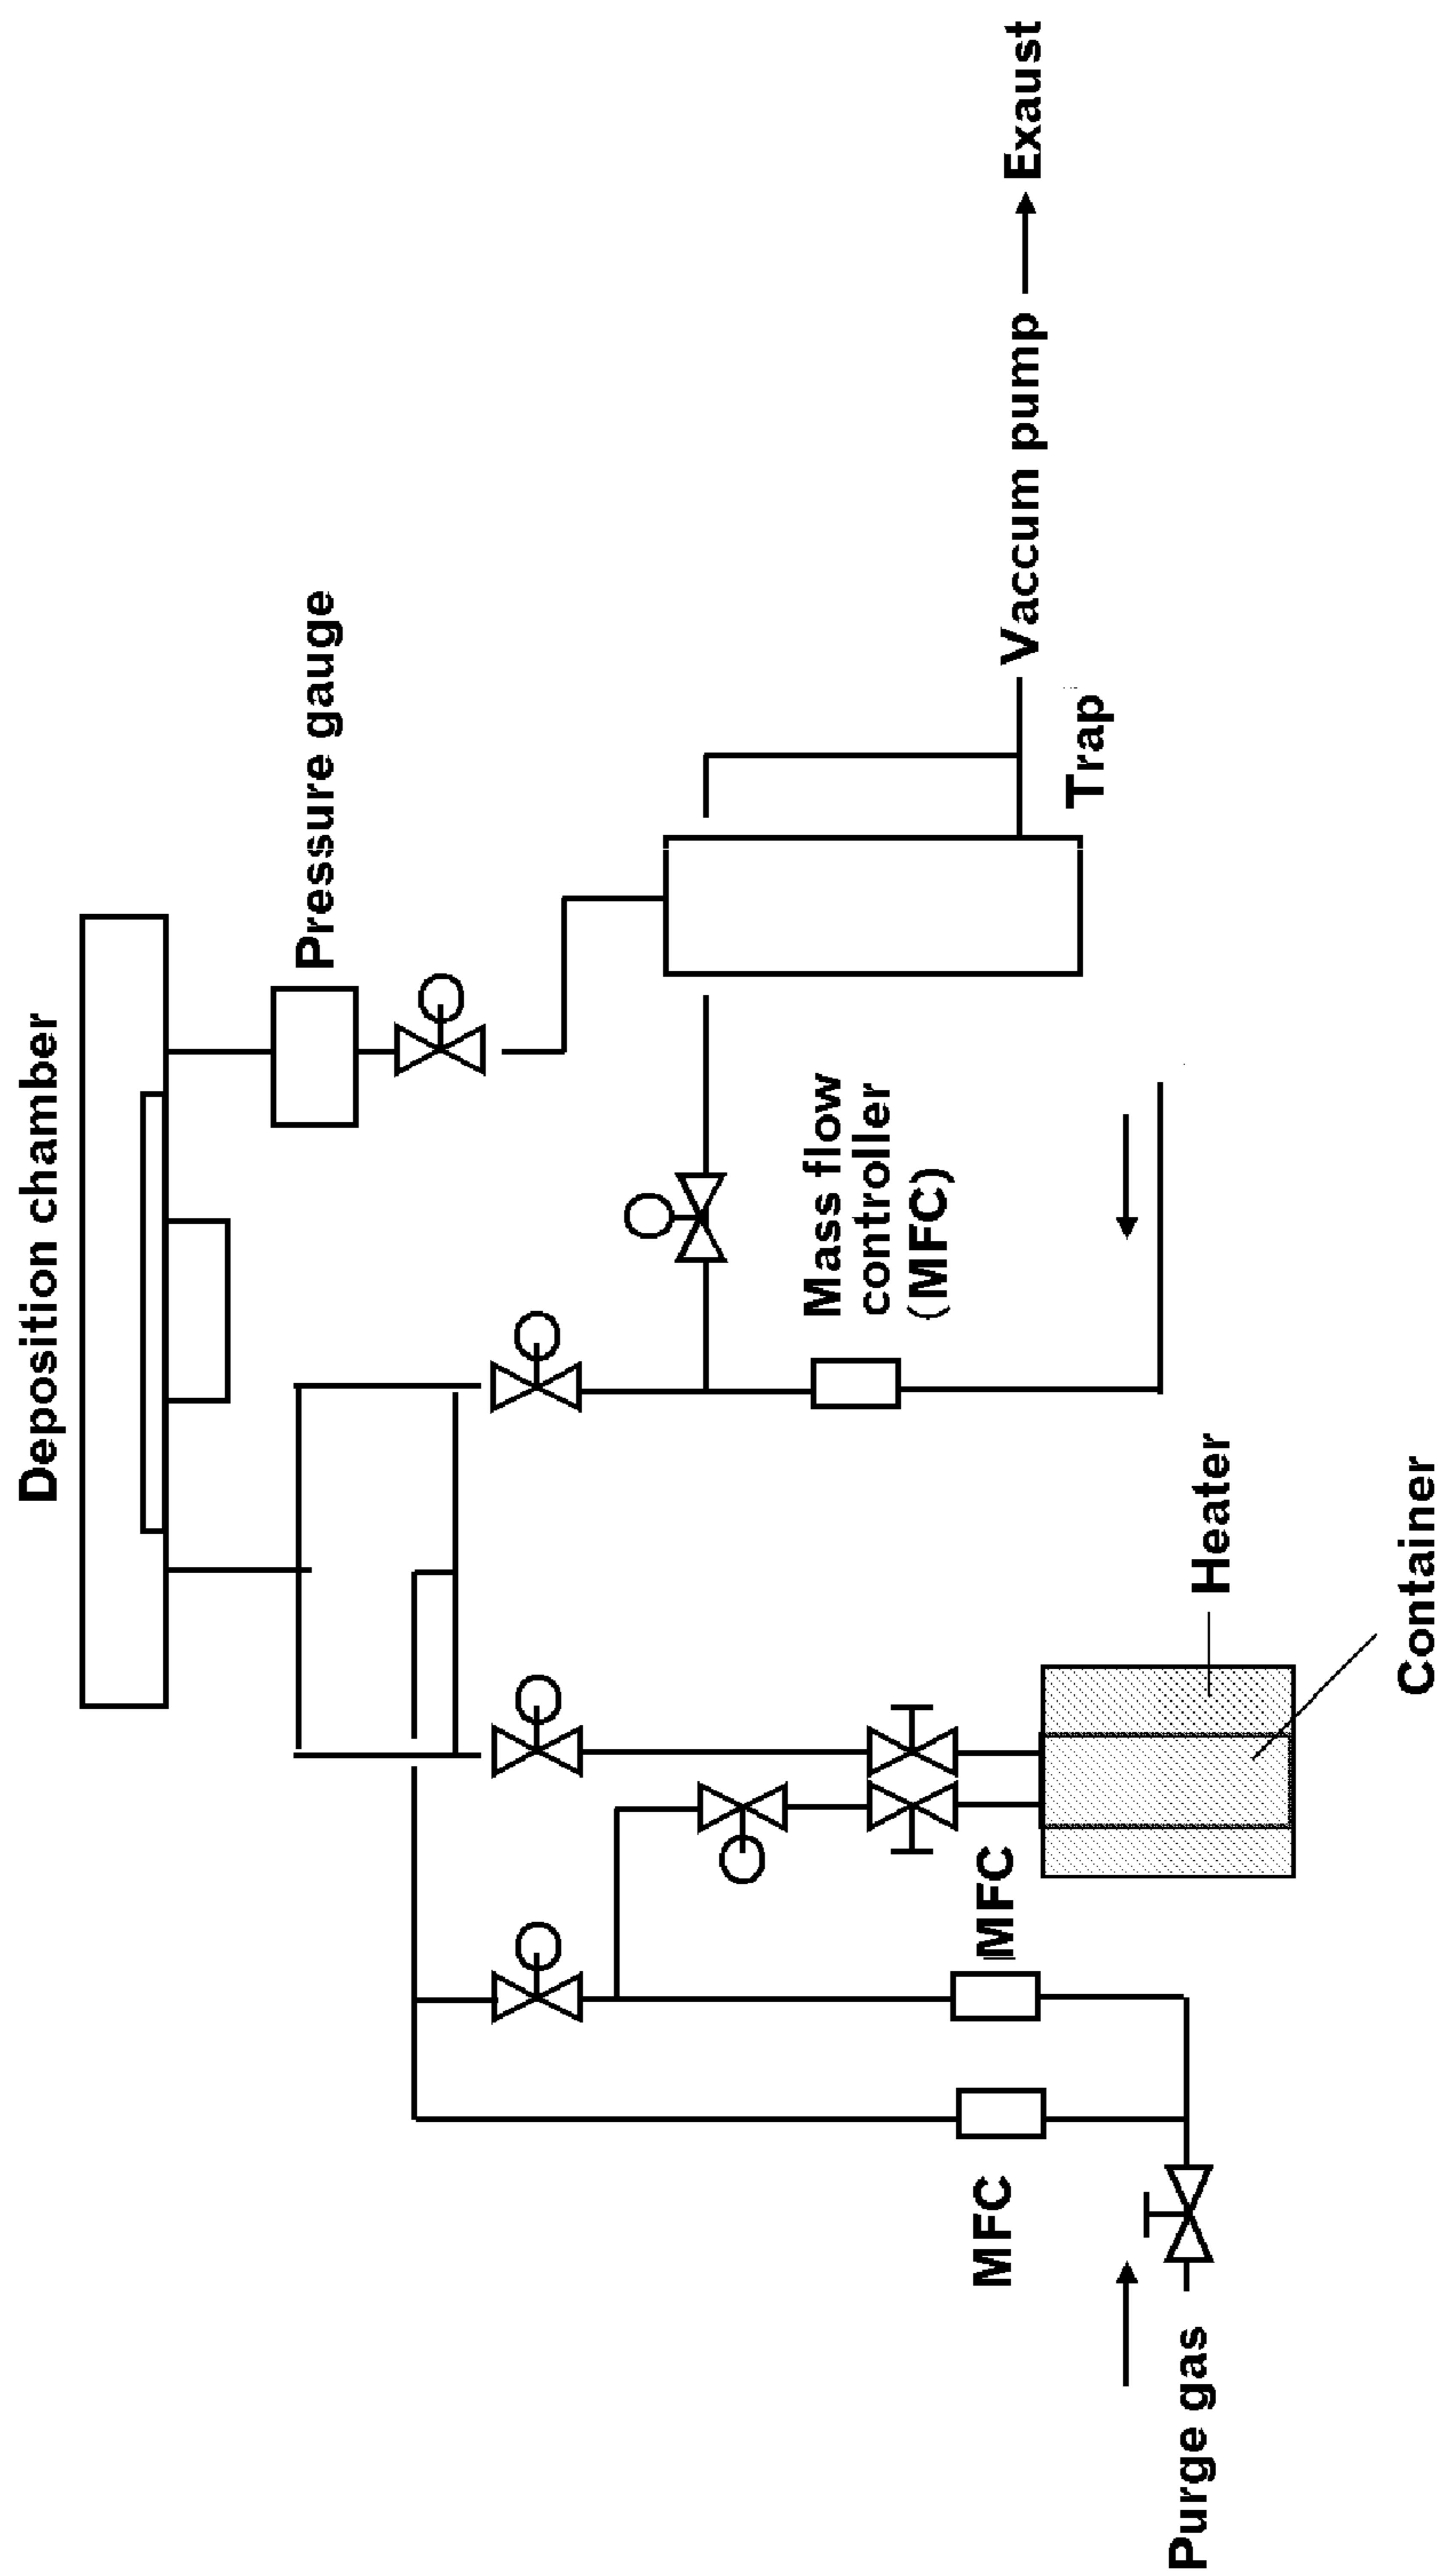 Deposition chamber
Pressure gauge
Exaust
Vaccum pump
Trap
Mass flow
controller
(MFC)
Heater
Container
MFC
MFC
Purge gas